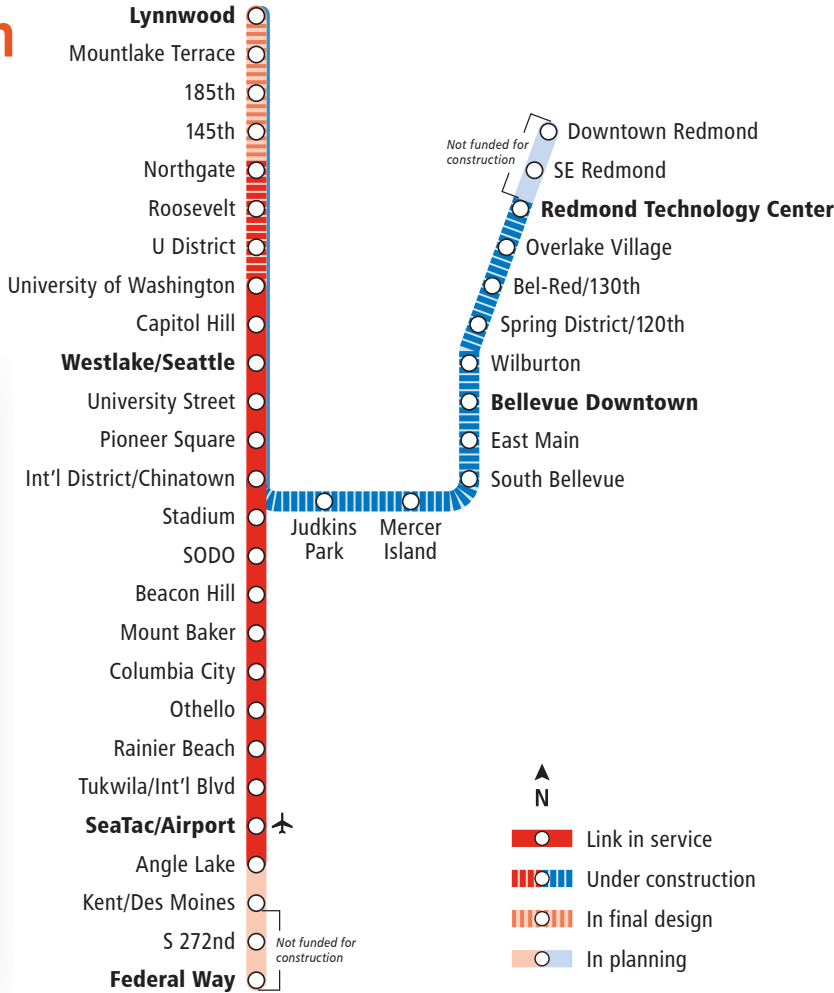 n
Lynnwood
Mountlake Terrace
185th
145th
Northgate
Roosevelt
U District
University of Washington
Capitol Hill
Westlake/Seattle
University Street
Pioneer Square
Int'l District/Chinatown
Stadium
SODO
Beacon Hill
Mount Baker
Columbia City
Othello
Rainier Beach
Tukwila/Int'l Blvd
SeaTac/Airport
Angle Lake
Kent/Des Moines
S 272nd
Federal Way
Not funded for
construction
Judkins
Park
Mercer
Island
Not funded for
construction
Downtown Redmond
SE Redmond
Redmond Technology Center
Overlake Village
Bel-Red/130th
Spring District/120th
Wilburton
Bellevue Downtown
East Main
South Bellevue
N
Link in service
Under construction
In final design
In planning